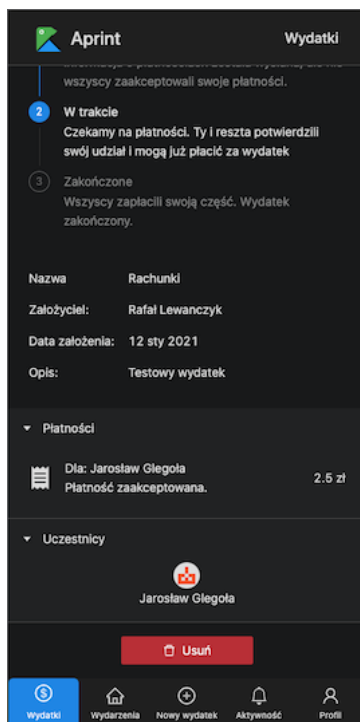 Aprint
Wydatki
wszyscy zaakceptowali swoje płatności.
2
W trakcie
Czekamy na płatności. Ty i reszta potwierdzili
swój udział i mogą już płacić za wydatek
3
Zakończone
Wszyscy zapłacili swoją część. Wydatek
zakończony.
Nazwa
Rachunki
Założyciel:
Rafał Lewanczyk
Data założenia:
12 sty 2021
Opis:
Testowy wydatek
Płatności
Dla: Jarosław Glegoła
Płatność zaakceptowana.
2.5 zł
Uczestnicy
Jarosław Glegoła
Usuń
Wydatki
Wydarzenia
Nowy wydatek
Aktywność
Profil